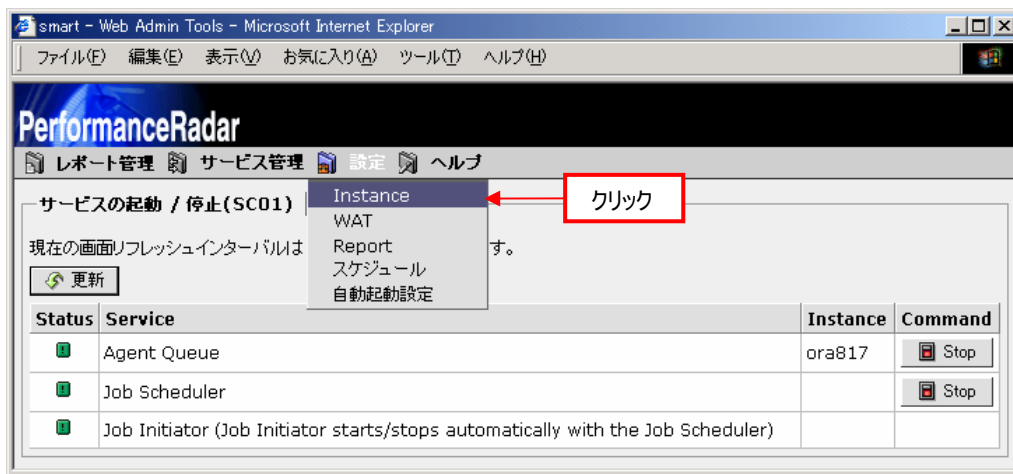 smart - Web Admin Tools - Microsoft Internet Explorer
ファイル(F) 編集(E) 表示(V) お気に入り(A) ツール(T) ヘルプ(H)
PerformanceRadar
レポート管理 サービス管理 設定 ヘルプ
サービスの起動 / 停止(SC01)
Instance
クリック
WAT
現在の画面リフレッシュインターバルは
Report
す。
スケジュール
更新
自動起動設定
Status Service Instance Command
Agent Queue ora817 Stop
Job Scheduler Stop
Job Initiator (Job Initiator starts/stops automatically with the Job Scheduler)